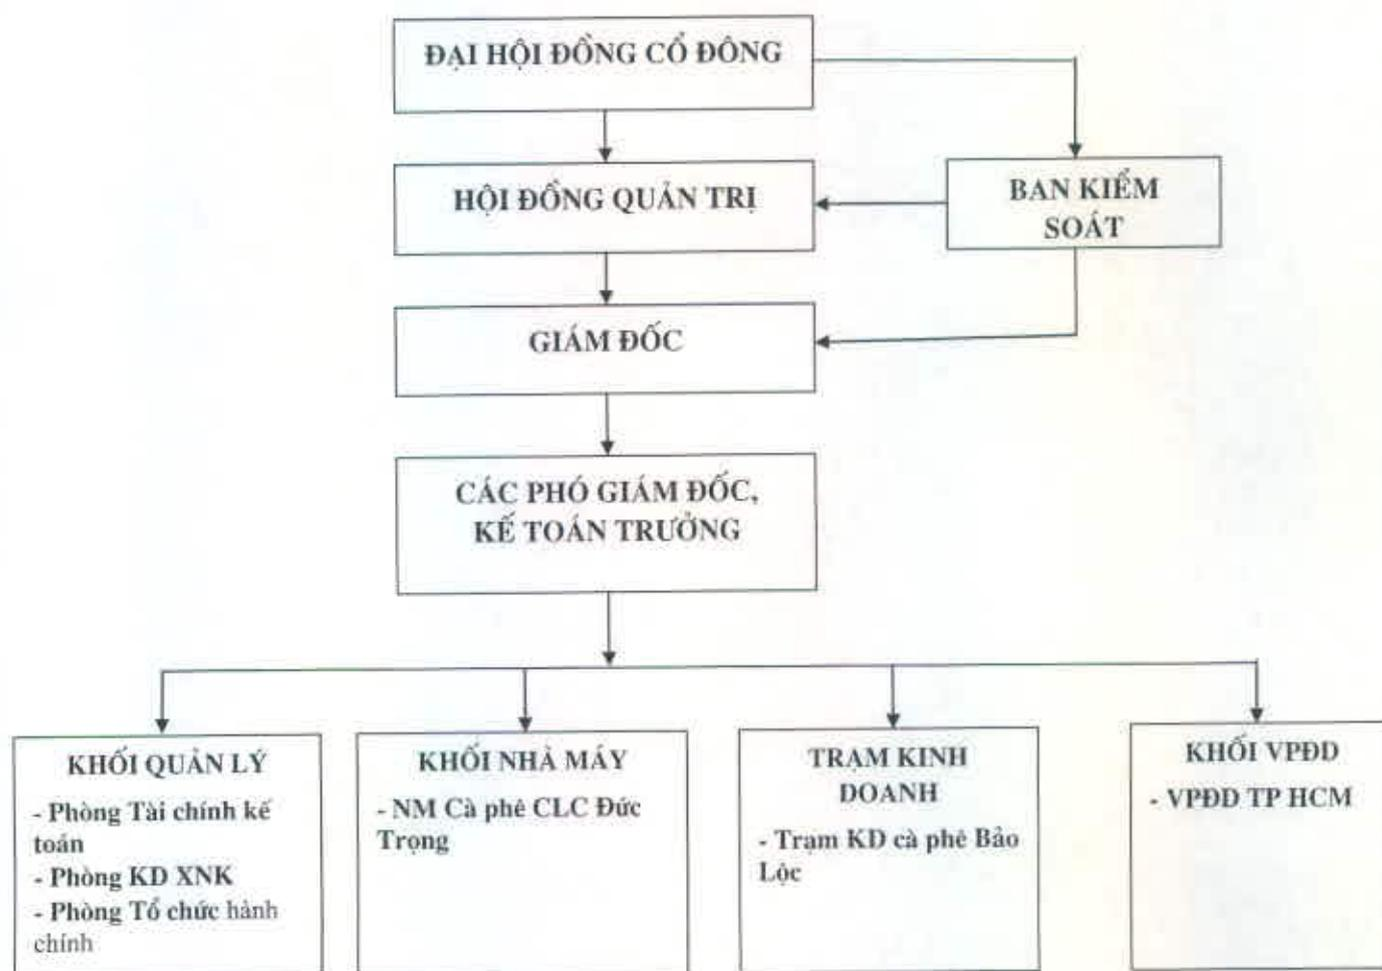 ĐẠI HỘI ĐỒNG CỔ ĐÔNG
HỘI ĐỒNG QUẢN TRỊ
BAN KIỂM
SOÁT
GIÁM ĐỐC
CÁC PHÓ GIÁM ĐỐC,
KẾ TOÁN TRƯỞNG
KHỐI QUẢN LÝ
- Phòng Tài chính kế
toán
- Phòng KD XNK
- Phòng Tổ chức hành
chính
KHỐI NHÀ MÁY
- NM Cà phê CLC Đức
Trọng
TRẠM KINH
DOANH
- Trạm KD cà phê Bảo
Lộc
KHỐI VPĐD
- VPĐD TP HCM